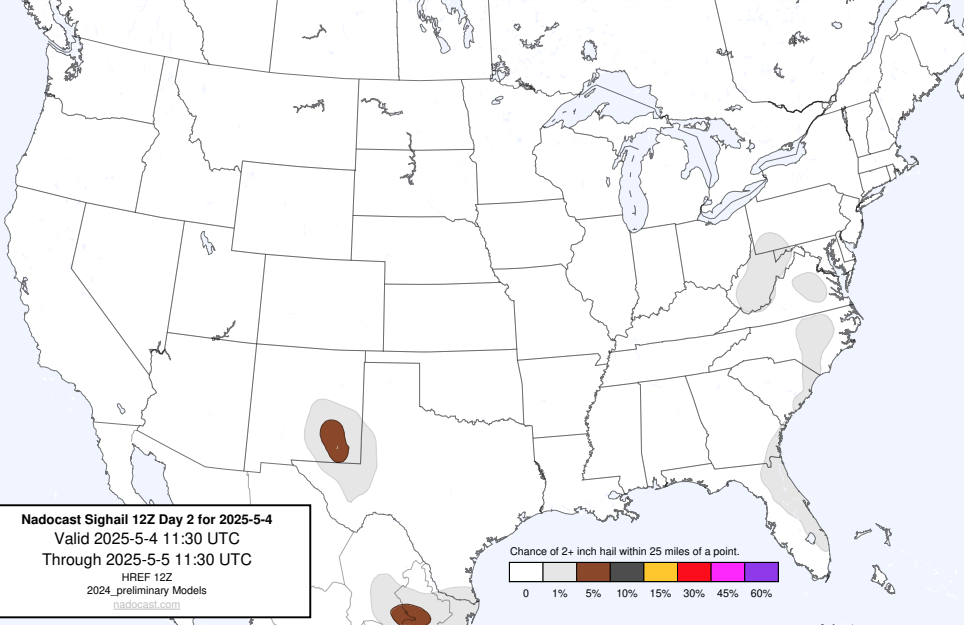 Nadocast Sighail 12Z Day 2 for 2025-5-4
Valid 2025-5-4 11:30 UTC
Through 2025-5-5 11:30 UTC
HREF 12Z
2024_preliminary Models
nadocast.com
Chance of 2+ inch hail within 25 miles of a point.
0 1% 5% 10% 15% 30% 45% 60%